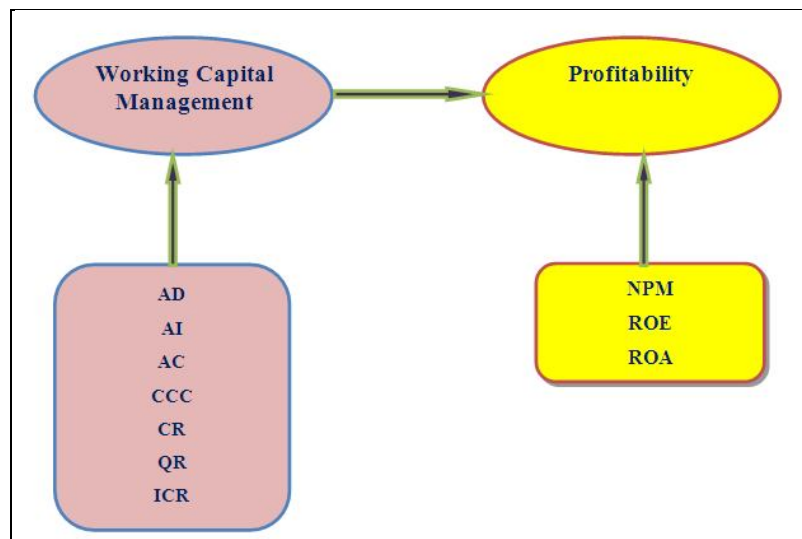 Working Capital
Management
Profitability
AD
AI
AC
CCC
CR
QR
ICR
NPM
ROE
ROA